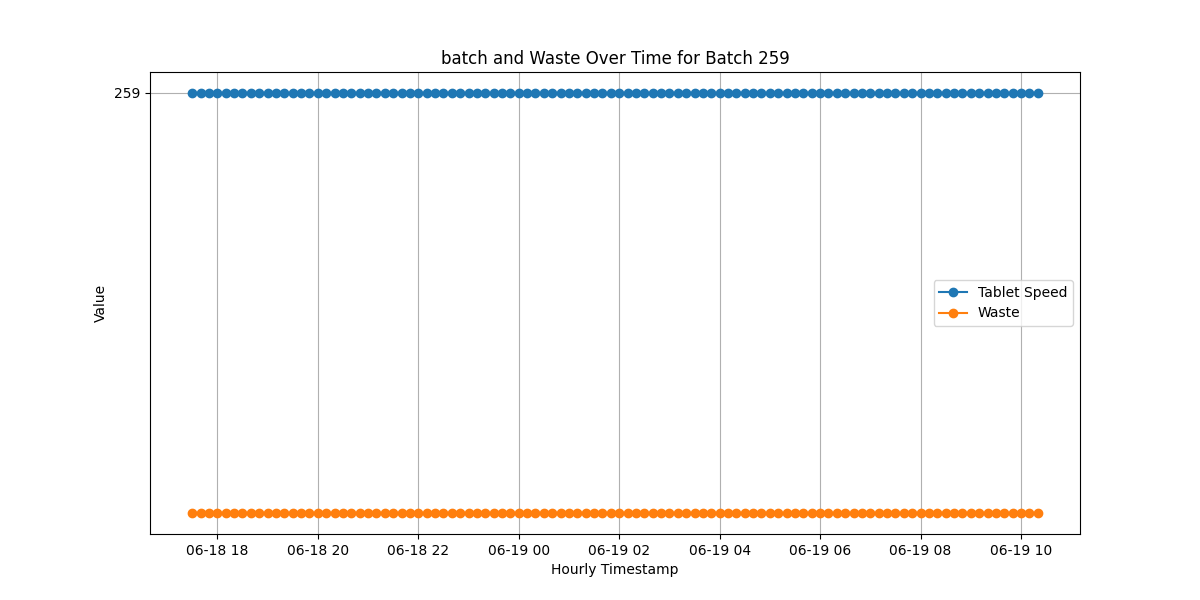 batch and Waste Over Time for Batch 259
259
Value
Tablet Speed
Waste
06-18 18
06-18 20
06-18 22
06-19 00
06-19 02
06-19 04
06-19 06
06-19 08
06-19 10
Hourly Timestamp